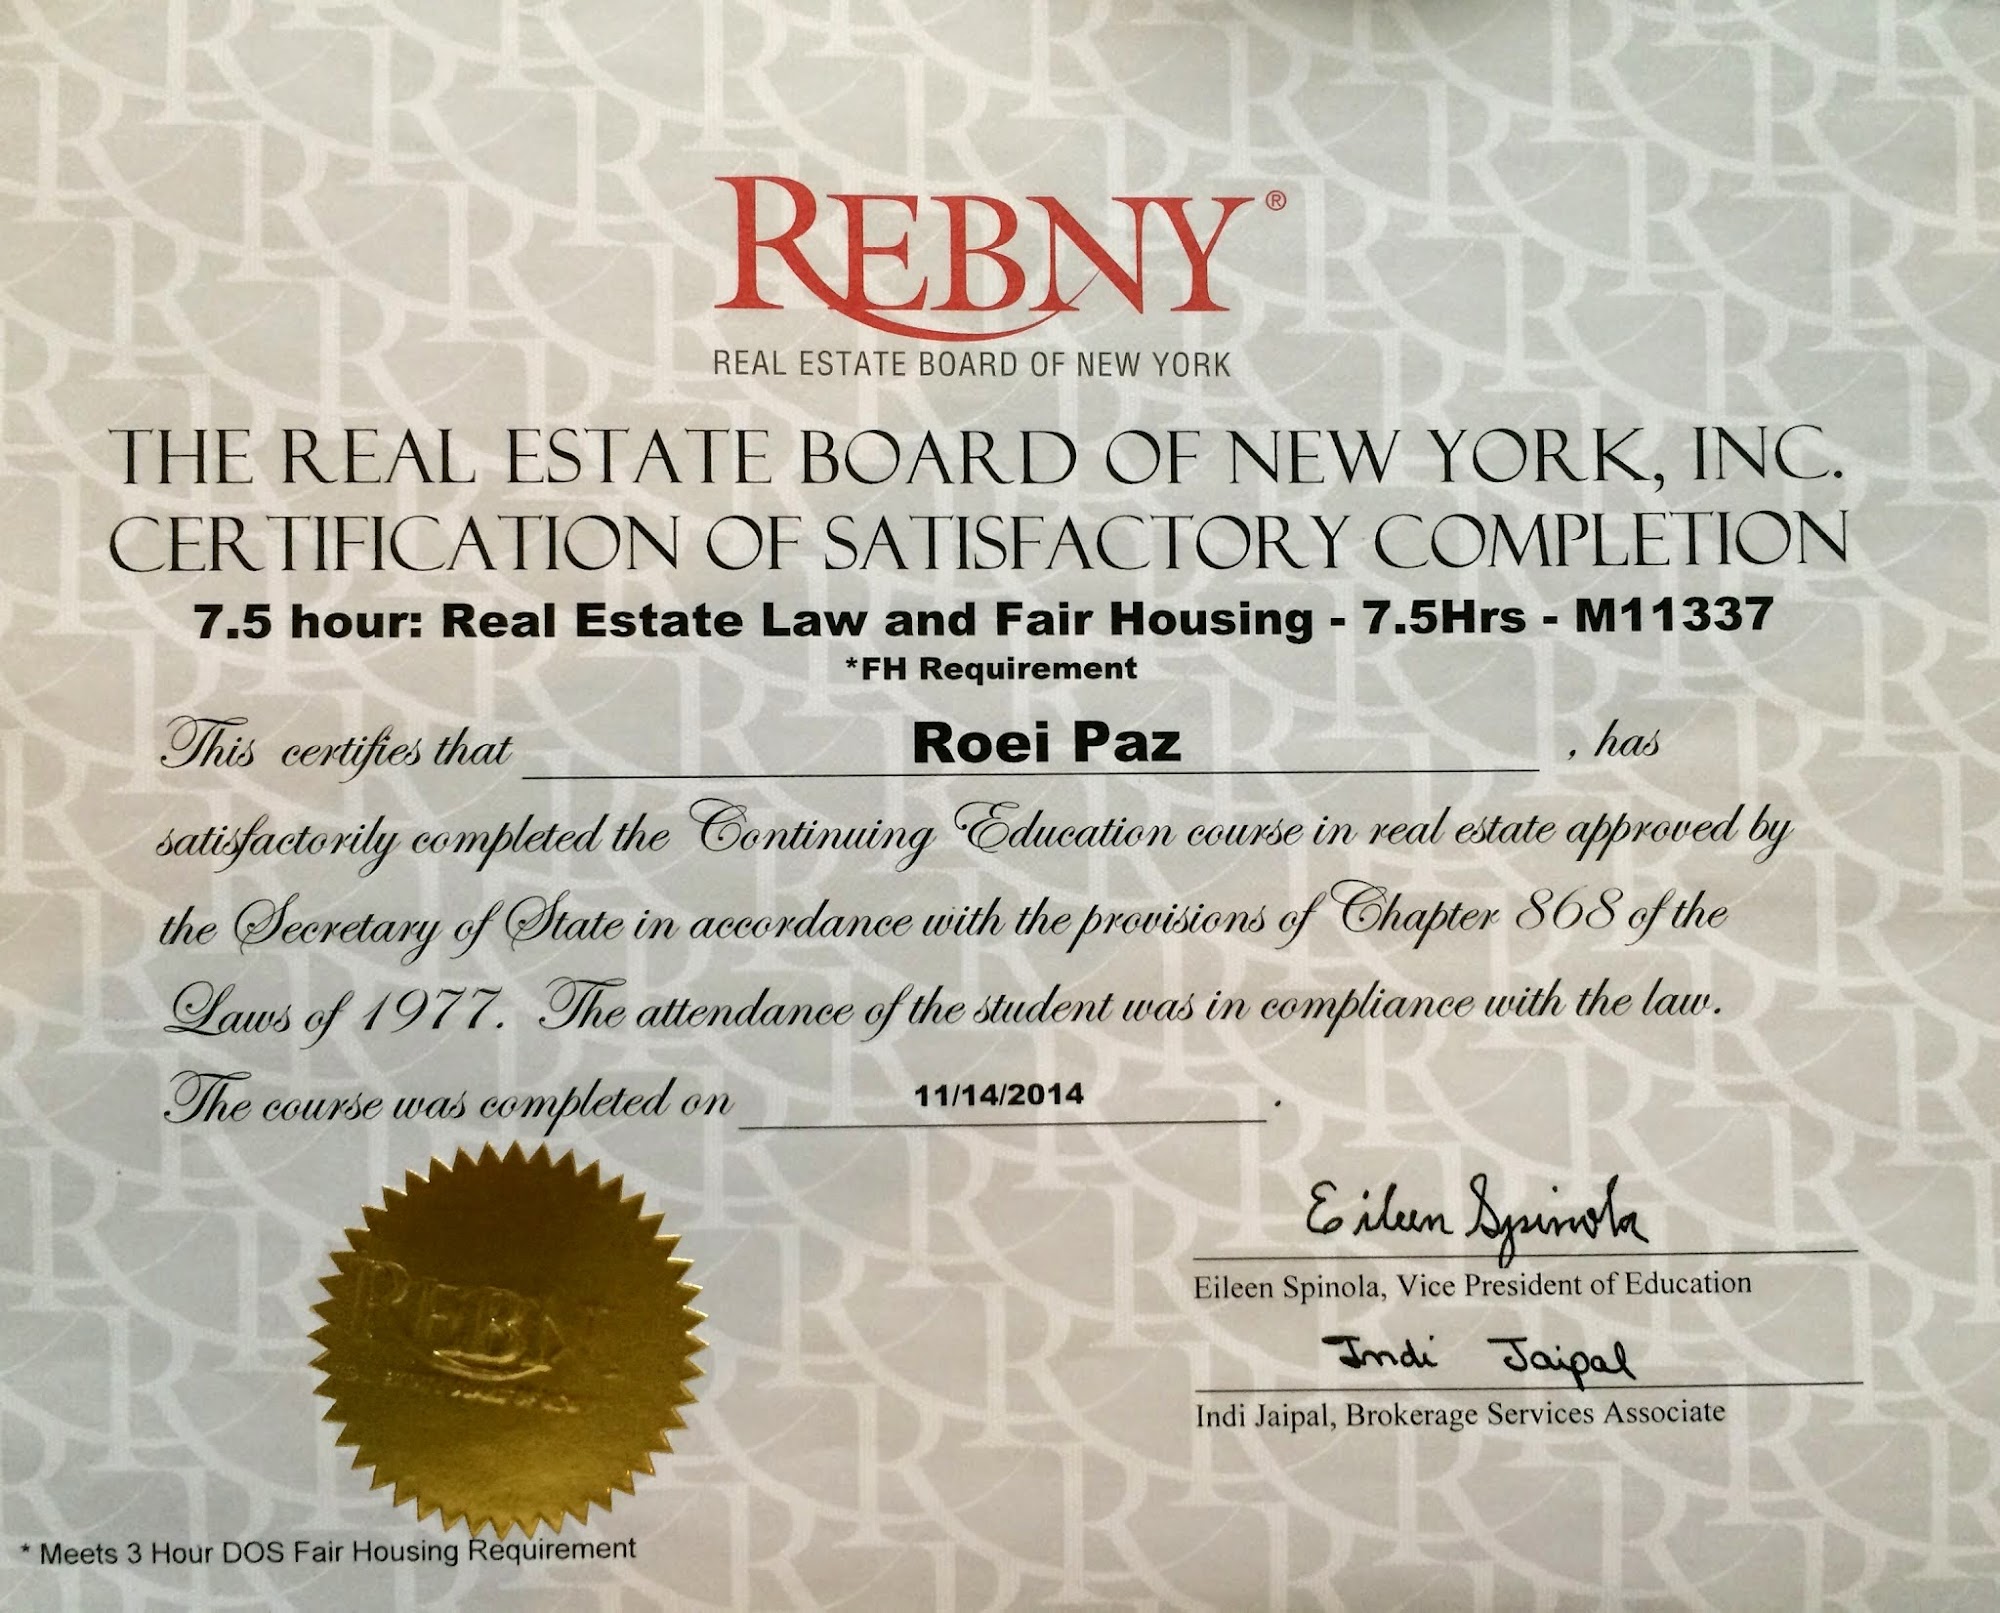 REBNY®
REAL ESTATE BOARD OF NEW YORK
THE REAL ESTATE BOARD OF NEW YORK, INC.
CERTIFICATION OF SATISFACTORY COMPLETION
7.5 hour: Real Estate Law and Fair Housing - 7.5Hrs - M11337
*FH Requirement
This certifies that Roei Paz , has
satisfactorily completed the Continuing Education course in real estate approved by
the Secretary of State in accordance with the provisions of Chapter 868 of the
Laws of 1977. The attendance of the student was in compliance with the law.
The course was completed on 11/14/2014 .
Eileen Spinola
Eileen Spinola, Vice President of Education
Indi Jaipal
Indi Jaipal, Brokerage Services Associate
REBN
* Meets 3 Hour DOS Fair Housing Requirement